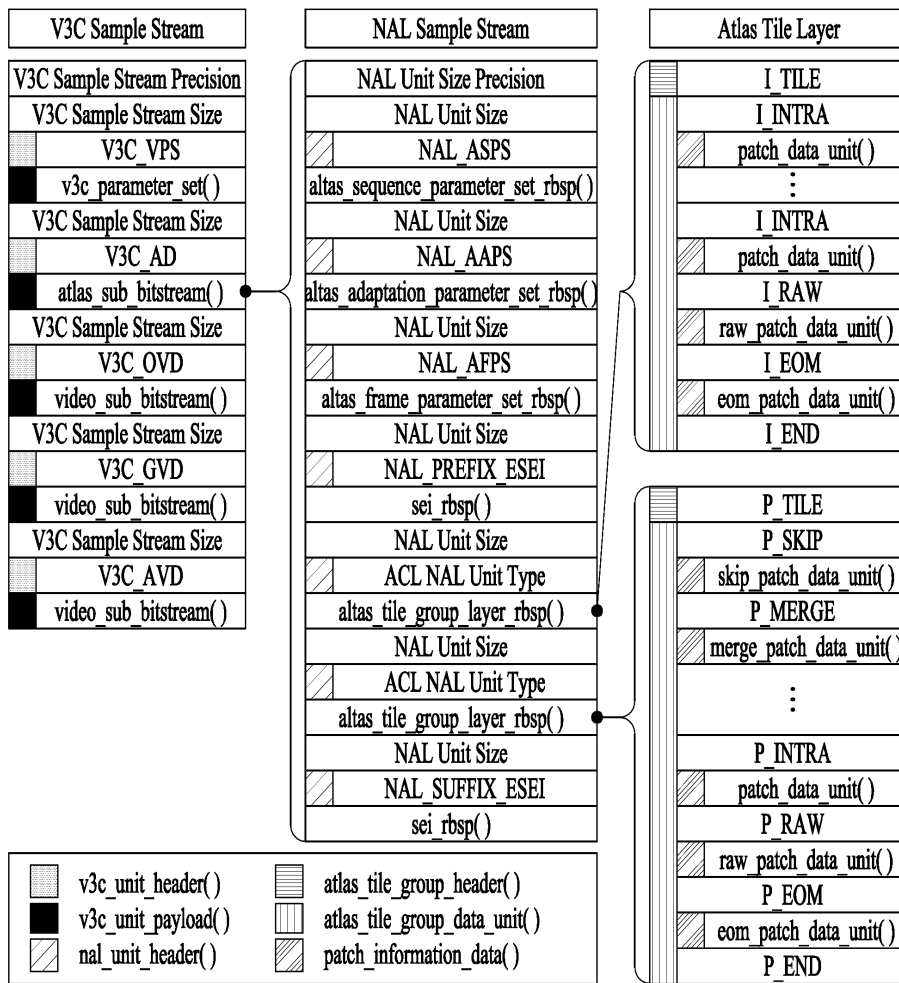 V3C Sample Stream
V3C Sample Stream Precision
V3C Sample Stream Size
V3C_VPS
v3c_parameter_set( )
V3C Sample Stream Size
V3C_AD
atlas_sub_bitstream( )
V3C Sample Stream Size
V3C_OVD
video_sub_bitstream( )
V3C Sample Stream Size
V3C_GVD
video_sub_bitstream( )
V3C Sample Stream Size
V3C_AVD
video_sub_bitstream( )
NAL Sample Stream
NAL Unit Size Precision
NAL Unit Size
NAL_ASPS
altas_sequence_parameter_set_rbsp( )
NAL Unit Size
NAL_AAPS
altas_adaptation_parameter_set_rbsp( )
NAL Unit Size
NAL_AFPS
altas_frame_parameter_set_rbsp( )
NAL Unit Size
NAL_PREFIX_ESEI
sei_rbsp( )
NAL Unit Size
ACL NAL Unit Type
altas_tile_group_layer_rbsp( )
NAL Unit Size
ACL NAL Unit Type
altas_tile_group_layer_rbsp( )
NAL Unit Size
NAL_SUFFIX_ESEI
sei_rbsp( )
Atlas Tile Layer
I_TILE
I_INTRA
patch_data_unit( )
⋮
I_INTRA
patch_data_unit( )
I_RAW
raw_patch_data_unit( )
I_EOM
eom_patch_data_unit( )
I_END
P_TILE
P_SKIP
skip_patch_data_unit( )
P_MERGE
merge_patch_data_unit( )
⋮
P_INTRA
patch_data_unit( )
P_RAW
raw_patch_data_unit( )
P_EOM
eom_patch_data_unit( )
P_END
v3c_unit_header( )
v3c_unit_payload( )
nal_unit_header( )
atlas_tile_group_header( )
atlas_tile_group_data_unit( )
patch_information_data( )